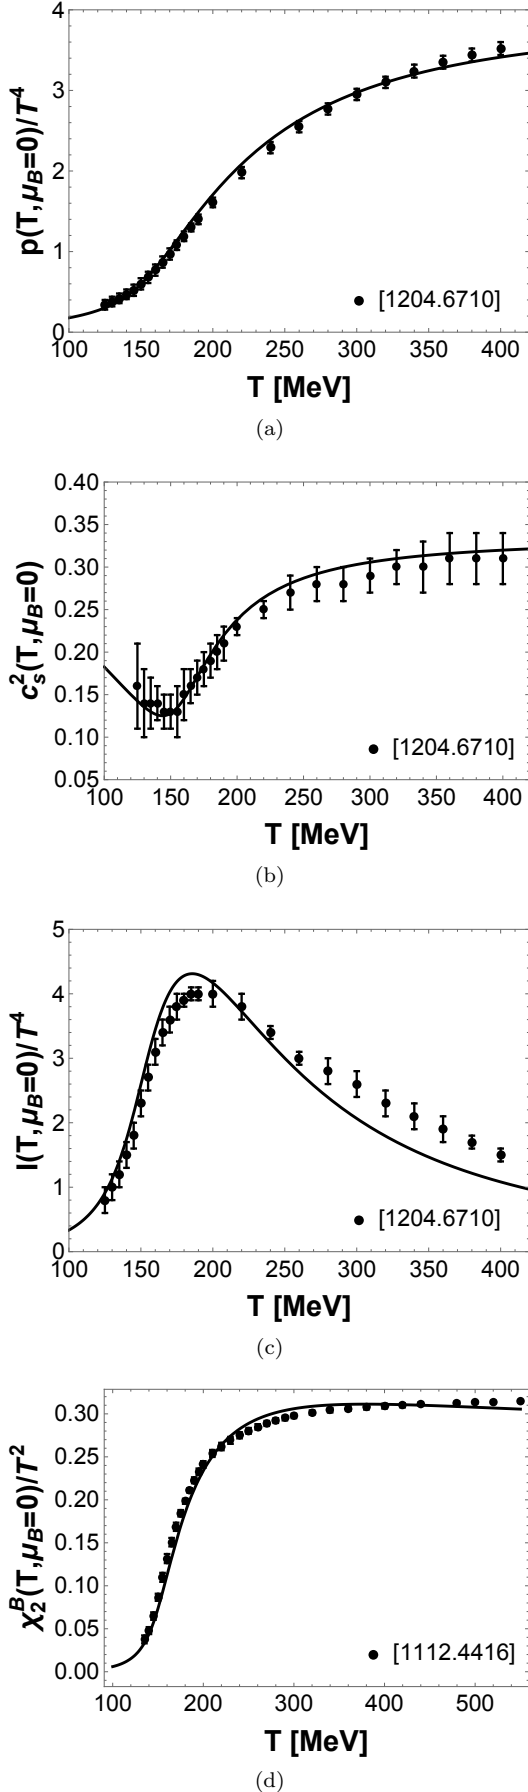 p(T,μ_B=0)/T^4
4
3
2
1
0
100 150 200 250 300 350 400
● [1204.6710]
T [MeV]
(a)
c_s^2(T,μ_B=0)
0.40
0.35
0.30
0.25
0.20
0.15
0.10
0.05
100 150 200 250 300 350 400
● [1204.6710]
T [MeV]
(b)
I(T,μ_B=0)/T^4
5
4
3
2
1
0
100 150 200 250 300 350 400
● [1204.6710]
T [MeV]
(c)
χ_2^B(T,μ_B=0)/T^2
0.30
0.25
0.20
0.15
0.10
0.05
0.00
100 200 300 400 500
● [1112.4416]
T [MeV]
(d)